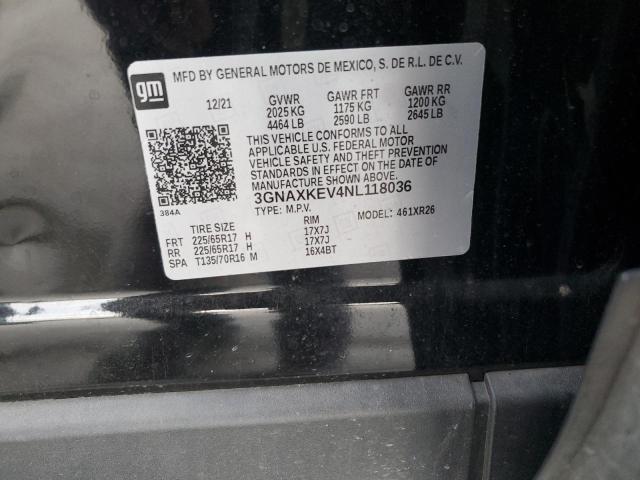 gm
MFD BY GENERAL MOTORS DE MEXICO, S. DE R.L. DE C.V.
12/21 GVWR GAWR FRT GAWR RR
2025 KG 1175 KG 1200 KG
4464 LB 2590 LB 2645 LB
THIS VEHICLE CONFORMS TO ALL
APPLICABLE U.S. FEDERAL MOTOR
VEHICLE SAFETY AND THEFT PREVENTION
STANDARDS IN EFFECT ON THE DATE OF
MANUFACTURE SHOWN ABOVE.
3GNAXKEV4NL118036
384A
TYPE: M.P.V. MODEL: 461XR26
TIRE SIZE RIM
FRT 225/65R17 H 17X7J
RR 225/65R17 H 17X7J
SPA T135/70R16 M 16X4BT